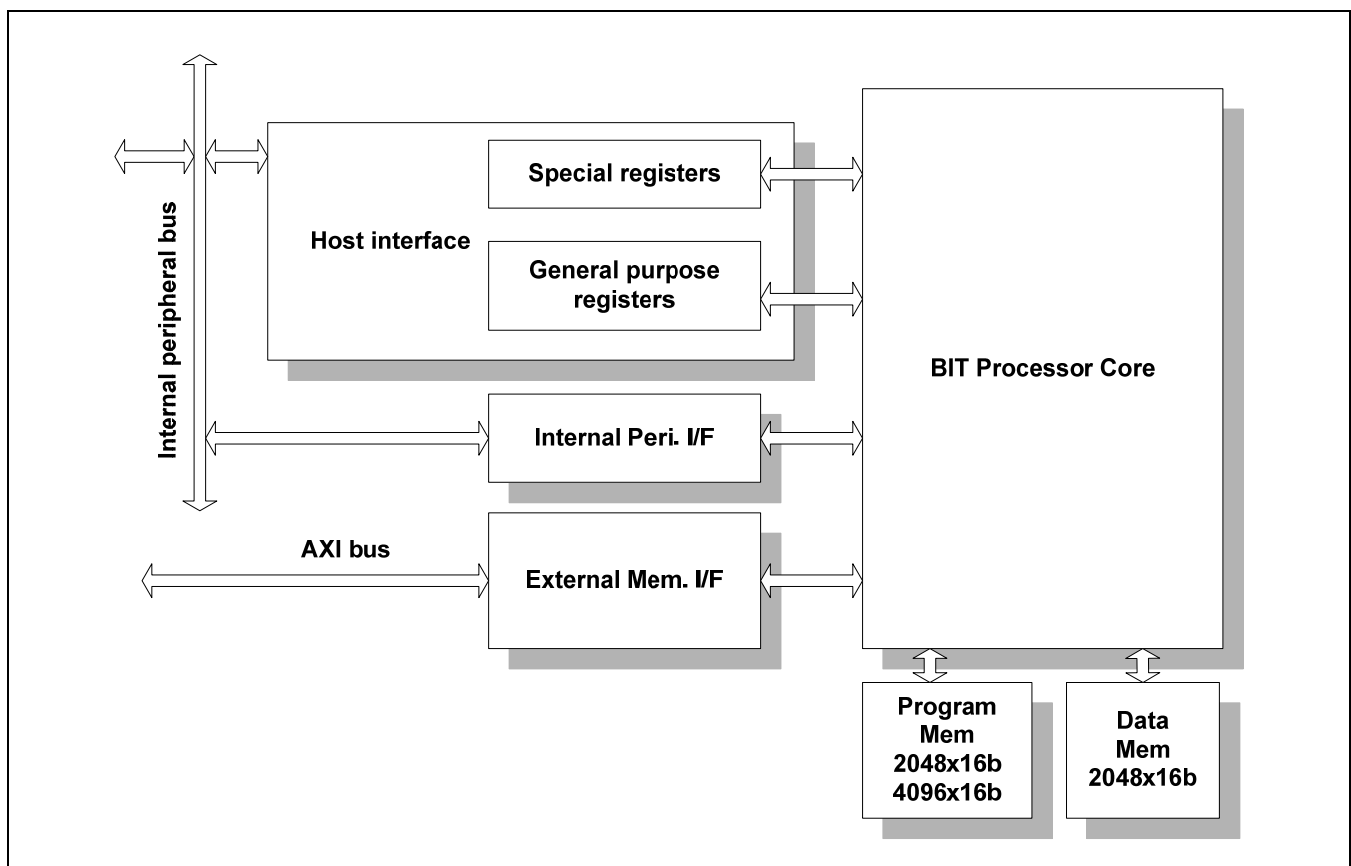 Internal peripheral bus
Host interface
Special registers
General purpose
registers
BIT Processor Core
Internal Peri. I/F
AXI bus
External Mem. I/F
Program
Mem
2048x16b
4096x16b
Data
Mem
2048x16b